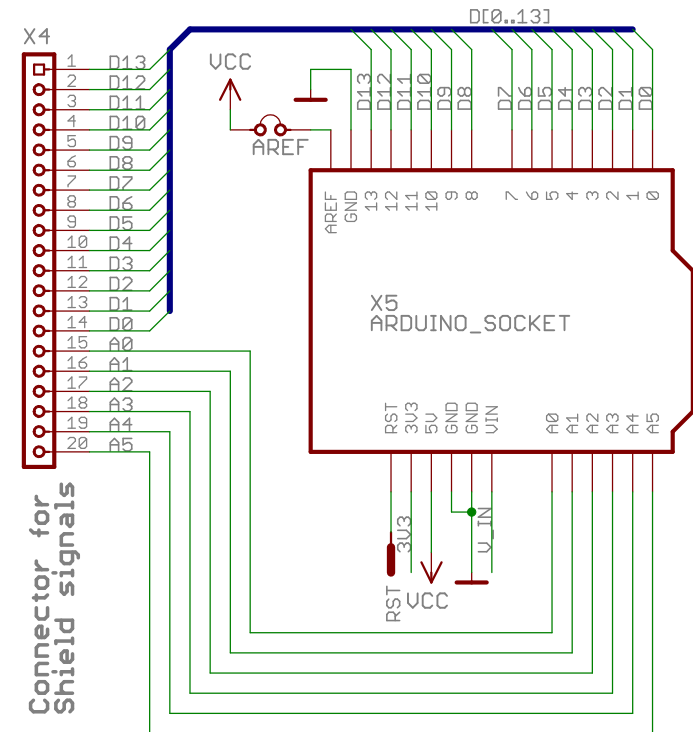 X4
D[0..13]
1 D13
2 D12
3 D11
4 D10
5 D9
6 D8
7 D7
8 D6
9 D5
10 D4
11 D3
12 D2
13 D1
14 D0
15 A0
16 A1
17 A2
18 A3
19 A4
20 A5
Connector for
Shield signals
VCC
AREF
D13 D12 D11 D10 D9 D8 D7 D6 D5 D4 D3 D2 D1 D0
AREF GND 13 12 11 10 9 8 7 6 5 4 3 2 1 0
X5
ARDUINO_SOCKET
RST 3V3 5V GND GND VIN A0 A1 A2 A3 A4 A5
3V3
V_IN
RST
VCC